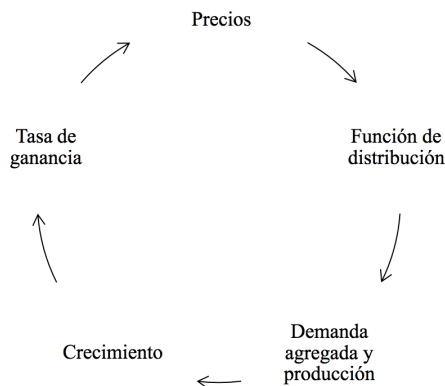 Precios
Función de
distribución
Demanda
agregada y
producción
Crecimiento
Tasa de
ganancia